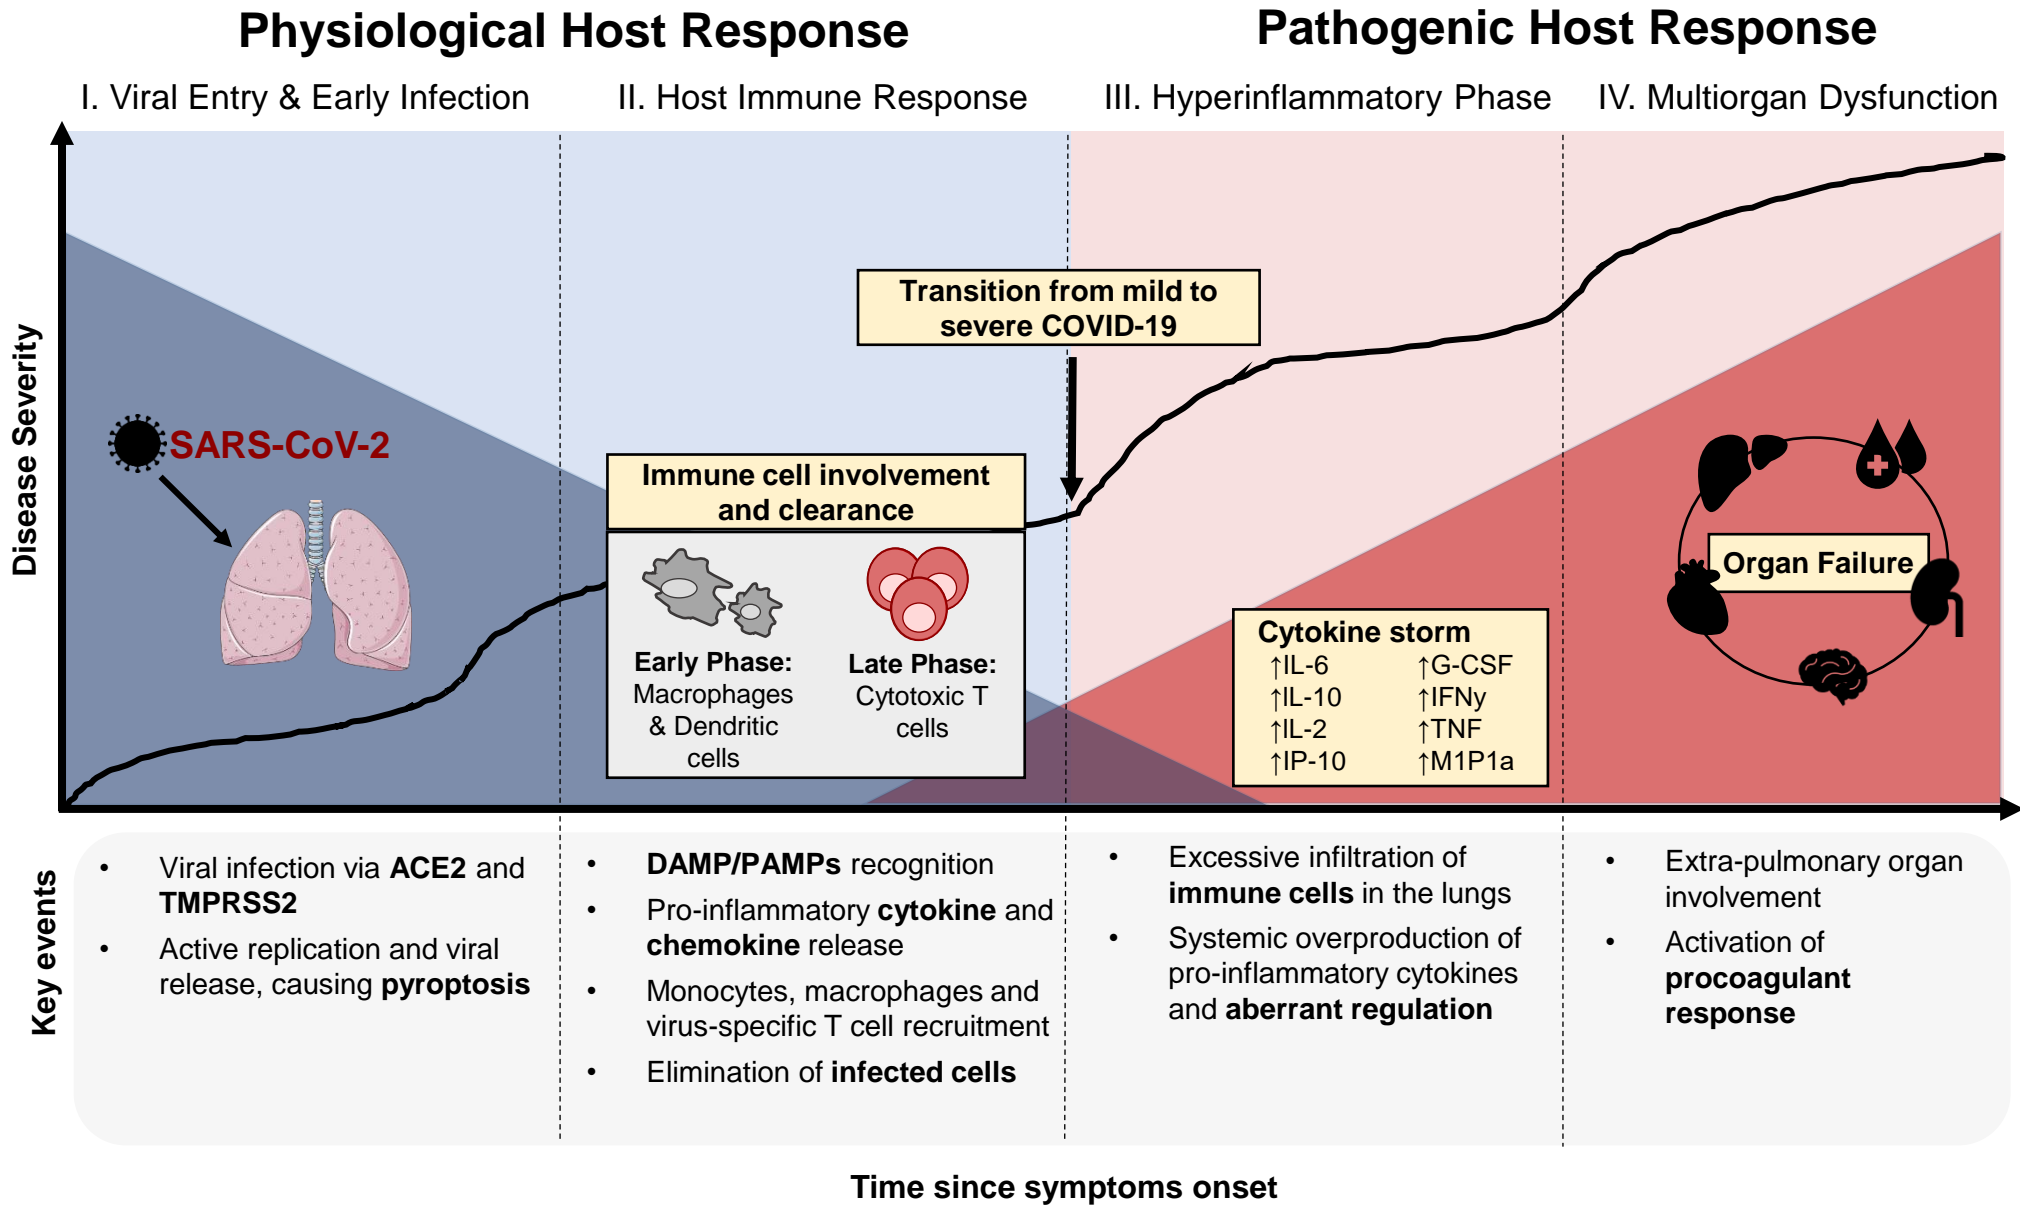 Physiological Host Response
Pathogenic Host Response
I. Viral Entry & Early Infection
II. Host Immune Response
III. Hyperinflammatory Phase
IV. Multiorgan Dysfunction
Disease Severity
Transition from mild to
severe COVID-19
SARS-CoV-2
Immune cell involvement
and clearance
Early Phase:
Macrophages
& Dendritic
cells
Late Phase:
Cytotoxic T
cells
Cytokine storm
↑IL-6
↑IL-10
↑IL-2
↑IP-10
↑G-CSF
↑IFNy
↑TNF
↑M1P1a
Organ Failure
Key events
• Viral infection via ACE2 and
TMPRSS2
• Active replication and viral
release, causing pyroptosis
• DAMP/PAMPs recognition
• Pro-inflammatory cytokine and
chemokine release
• Monocytes, macrophages and
virus-specific T cell recruitment
• Elimination of infected cells
• Excessive infiltration of
immune cells in the lungs
• Systemic overproduction of
pro-inflammatory cytokines
and aberrant regulation
• Extra-pulmonary organ
involvement
• Activation of
procoagulant
response
Time since symptoms onset